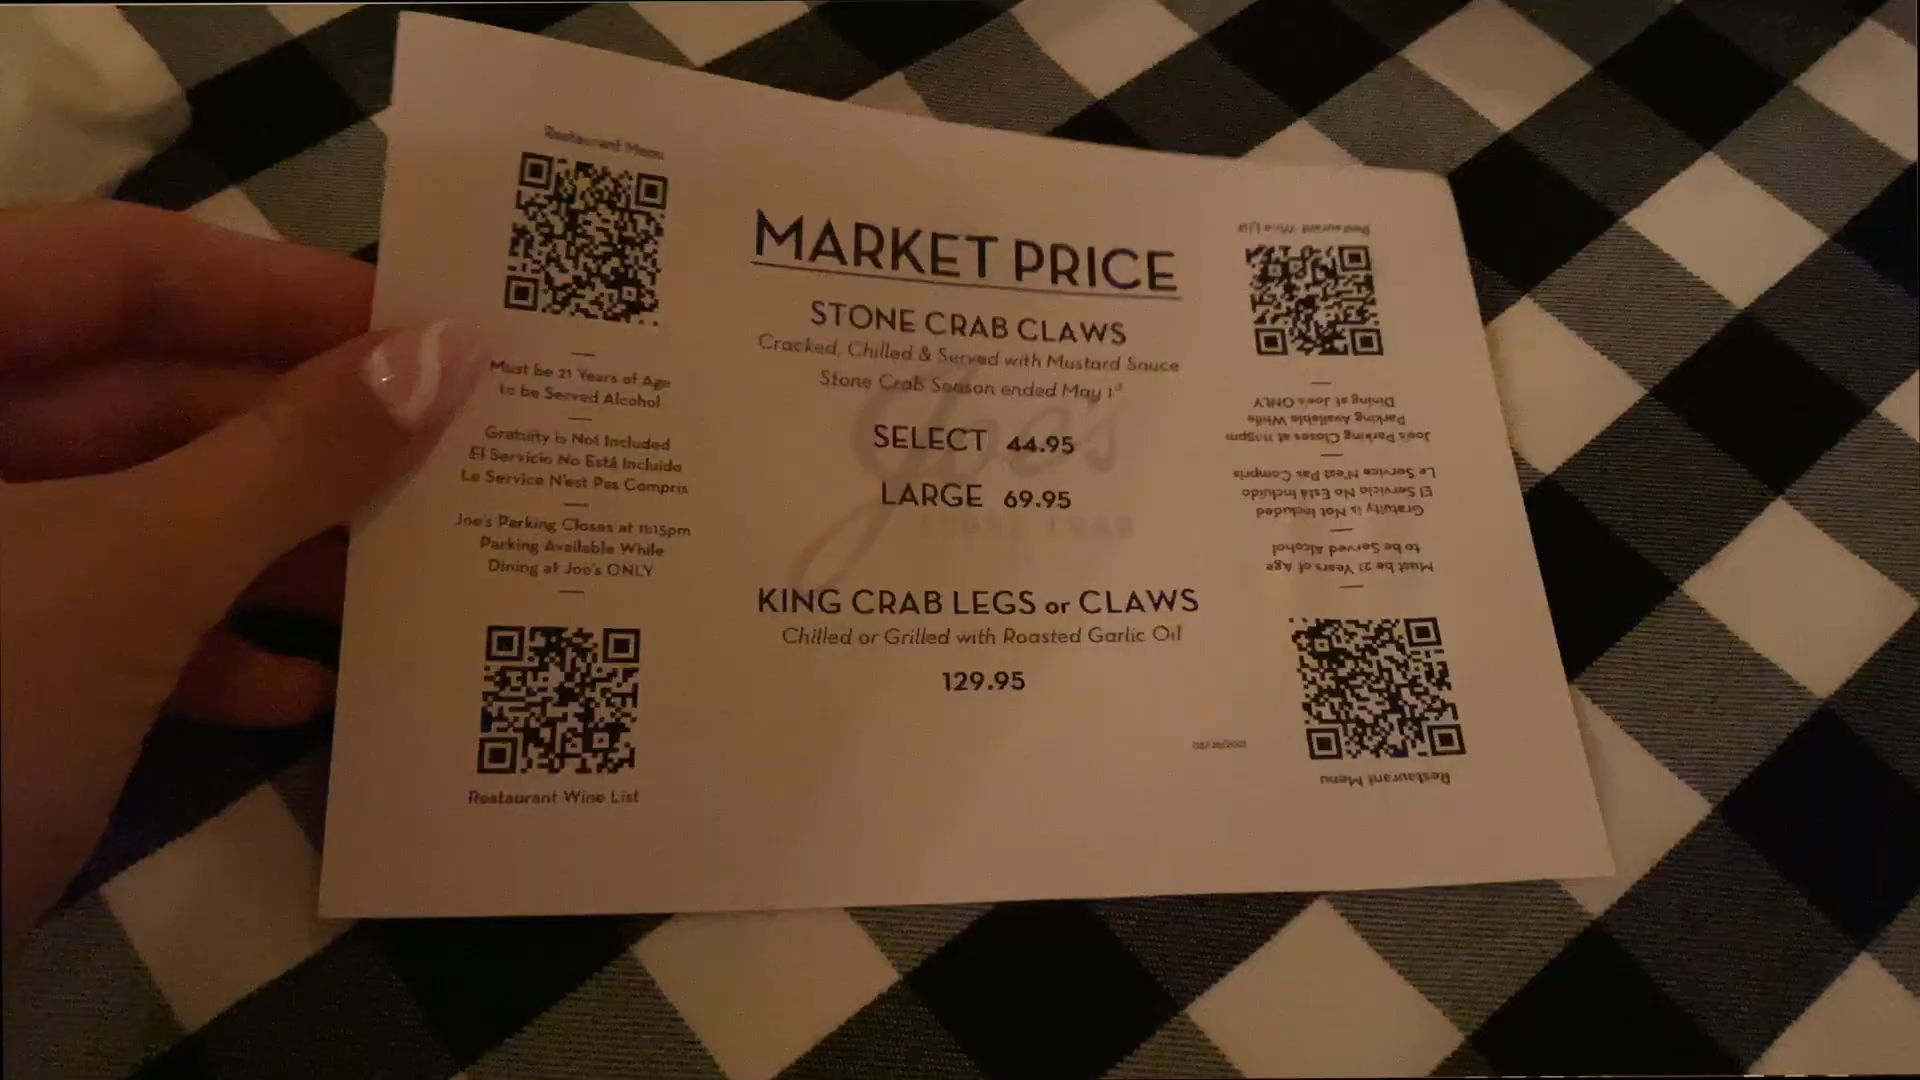 Restaurant Menu
Must be 21 Years of Age
to be Served Alcohol
Gratuity is Not Included
El Servicio No Está Incluido
Le Service N'est Pas Compris
Joe's Parking Closes at 11:15pm
Parking Available While
Dining at Joe's ONLY
Restaurant Wine List
MARKET PRICE
STONE CRAB CLAWS
Cracked, Chilled & Served with Mustard Sauce
Stone Crab Season ended May 1st
SELECT 44.95
LARGE 69.95
Joe's
STONE CRAB
KING CRAB LEGS or CLAWS
Chilled or Grilled with Roasted Garlic Oil
129.95
Restaurant Menu
Must be 21 Years of Age
to be Served Alcohol
Gratuity is Not Included
El Servicio No Está Incluido
Le Service N'est Pas Compris
Joe's Parking Closes at 11:15pm
Parking Available While
Dining at Joe's ONLY
Restaurant Wine List